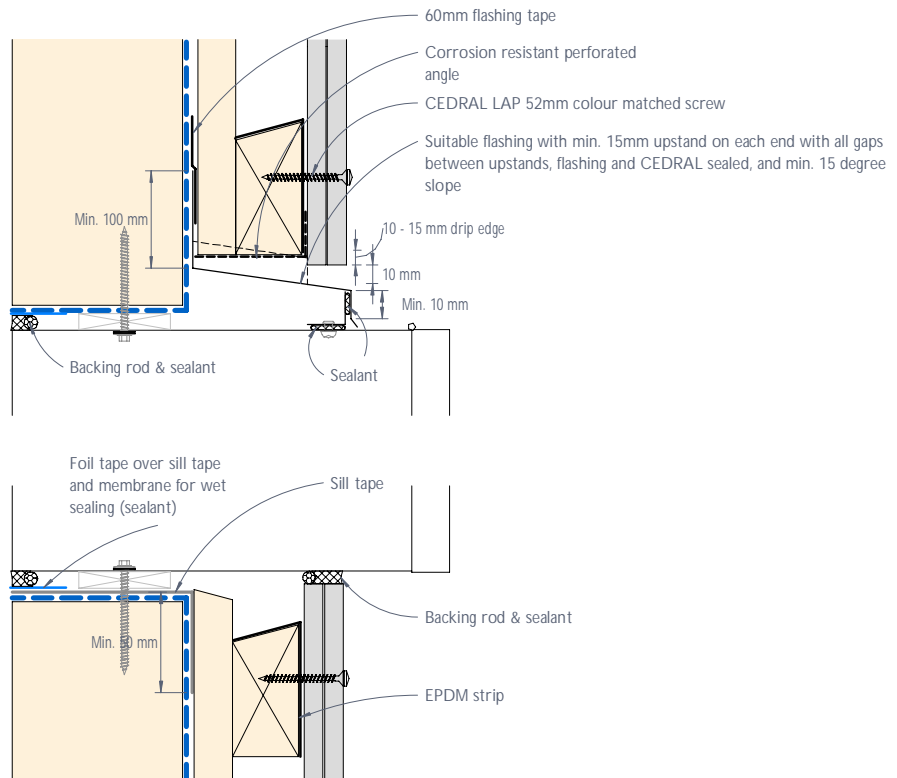 60mm flashing tape
Corrosion resistant perforated
angle
CEDRAL LAP 52mm colour matched screw
Suitable flashing with min. 15mm upstand on each end with all gaps
between upstands, flashing and CEDRAL sealed, and min. 15 degree
slope
Min. 100 mm
10 - 15 mm drip edge
10 mm
Min. 10 mm
Backing rod & sealant
Sealant
Foil tape over sill tape
and membrane for wet
sealing (sealant)
Sill tape
Backing rod & sealant
Min. 50 mm
EPDM strip